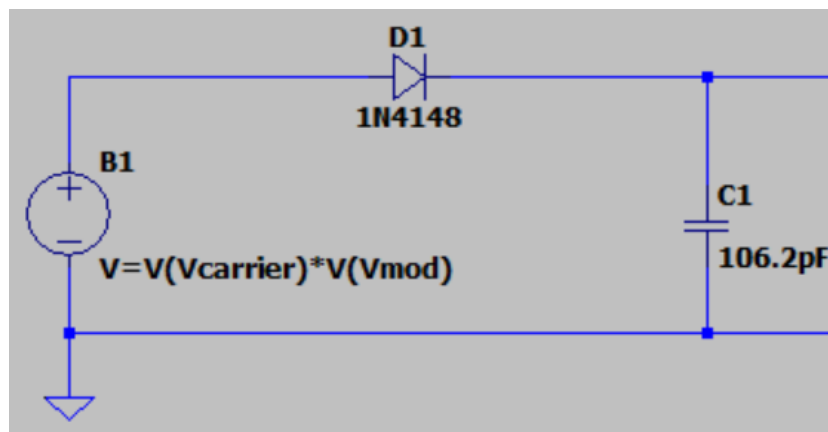 D1
1N4148
B1
V=V(Vcarrier)*V(Vmod)
C1
106.2pF